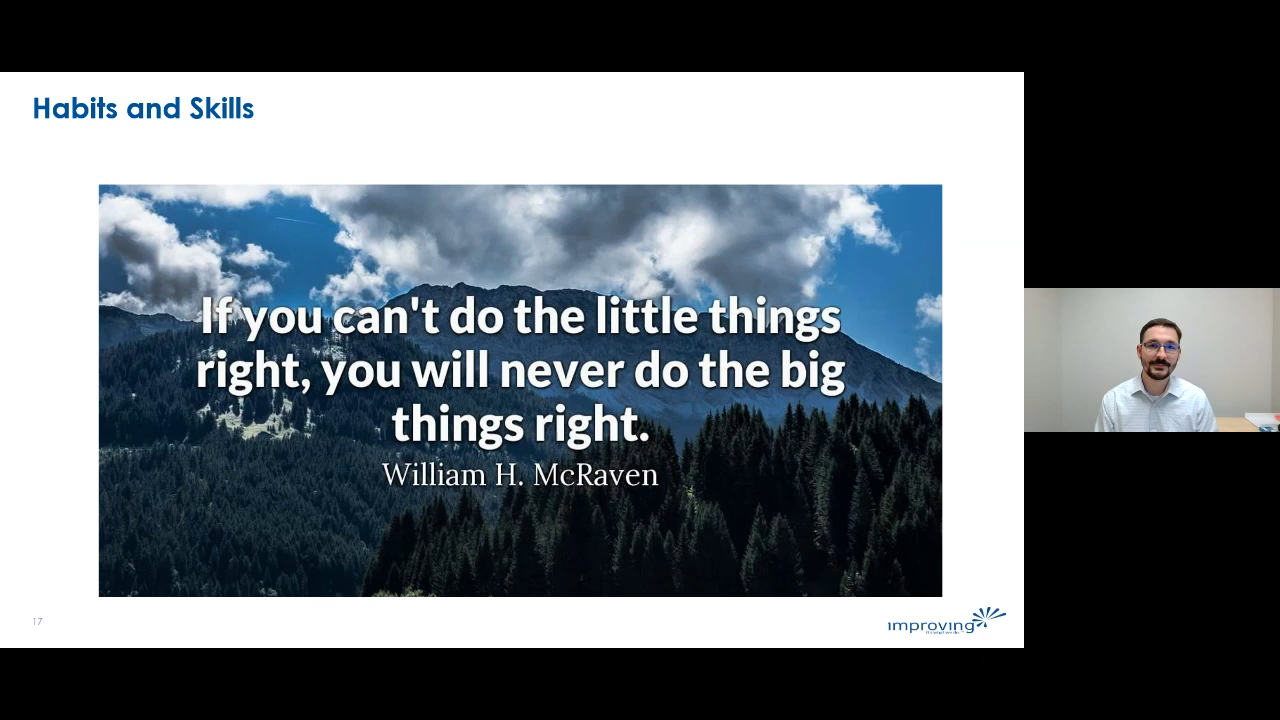 Habits and Skills
If you can't do the little things
right, you will never do the big
things right.
William H. McRaven
17
improving